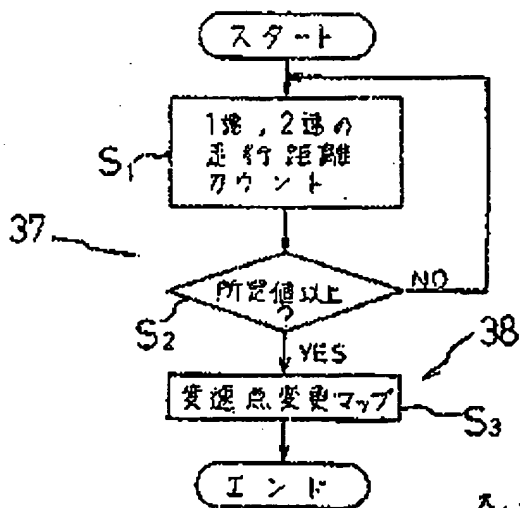 スタート
1速,2速の
走行距離
カウント
S1
37
所定値以上
?
NO
S2
YES
38
変速点変更マップ
S3
エンド